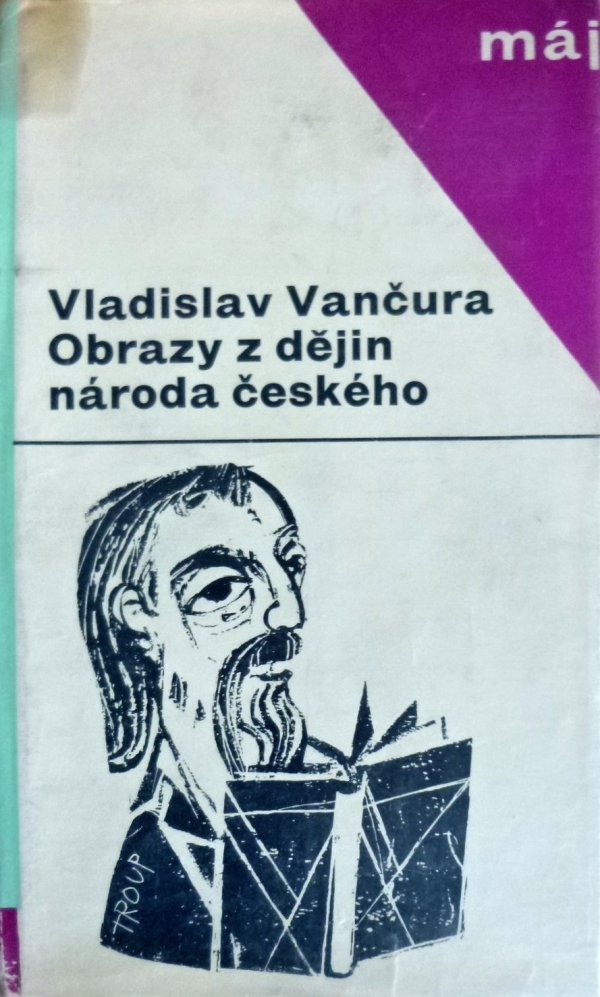 máj
Vladislav Vančura
Obrazy z dějin
národa českého
TROUP